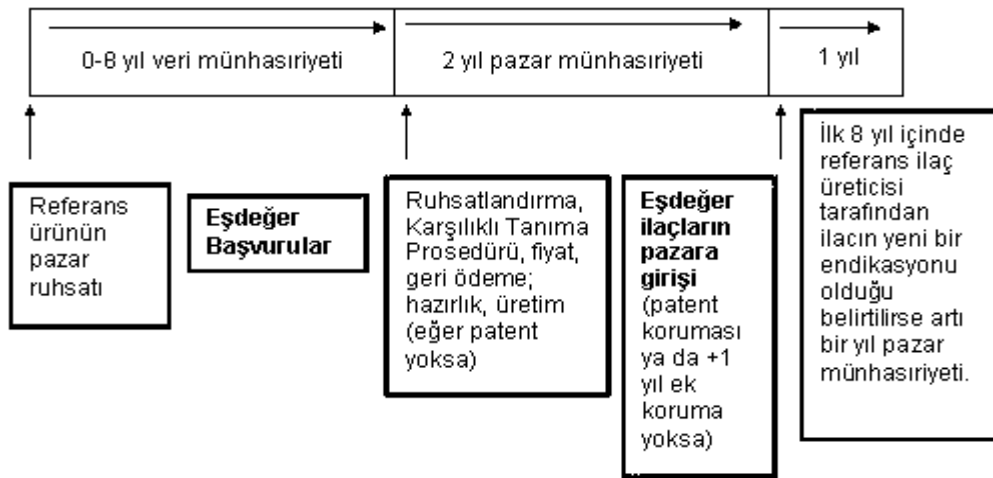 0-8 yıl veri münhasıriyeti
2 yıl pazar münhasıriyeti
1 yıl
Referans
ürünün
pazar
ruhsatı
Eşdeğer
Başvurular
Ruhsatlandırma,
Karşılıklı Tanıma
Prosedürü, fiyat,
geri ödeme;
hazırlık, üretim
(eğer patent
yoksa)
Eşdeğer
ilaçların
pazara
girişi
(patent
koruması
ya da +1
yıl ek
koruma
yoksa)
İlk 8 yıl içinde
referans ilaç
üreticisi
tarafından
ilacın yeni bir
endikasyonu
olduğu
belirtilirse artı
bir yıl pazar
münhasıriyeti.